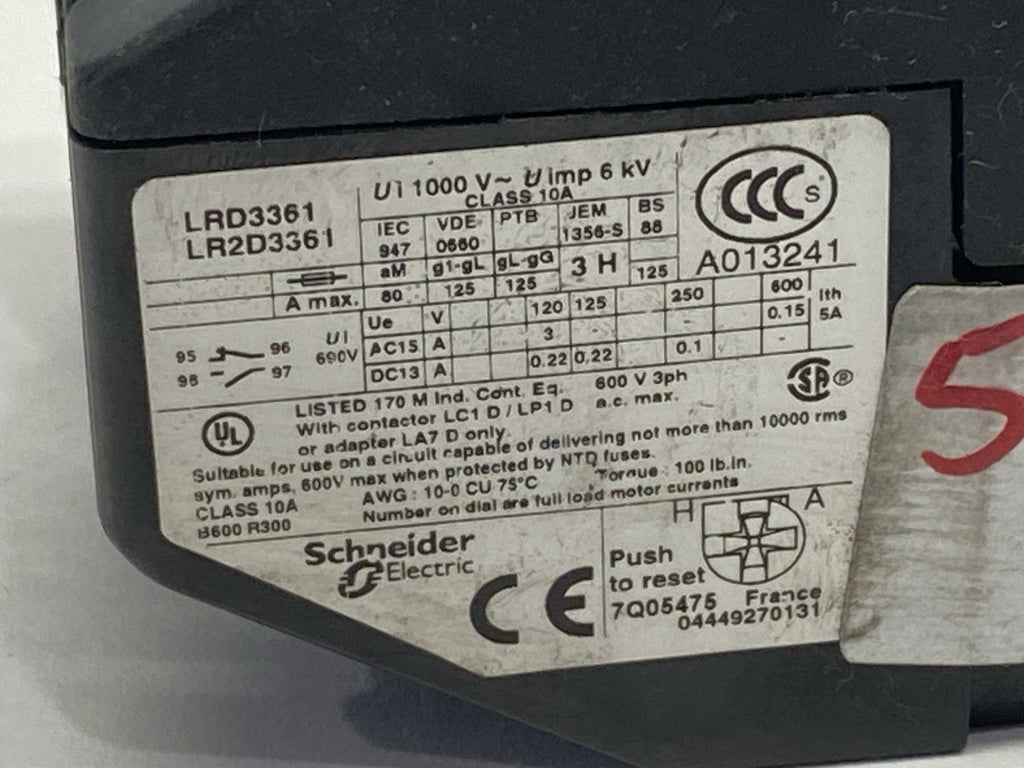 LRD3361
LR2D3361
Ui 1000 V~ Uimp 6 kV
CLASS 10A
IEC 947 VDE 0660 PTB JEM 1356-S BS 88
aM g1-gL gL-gG 3 H
A max. 80 125 125 125
CCC S
A013241
95 96
98 97
Ui
690V
Ue V 120 125 250 600
AC15 A 3 - 0.15
DC13 A 0.22 0.22 0.1 -
Ith
5A
UL
LISTED 170 M Ind. Cont. Eq. 600 V 3ph
With contactor LC1 D / LP1 D a.c. max.
or adapter LA7 D only.
SA ®
Suitable for use on a circuit capable of delivering not more than 10000 rms
sym. amps, 600V max when protected by NTD fuses.
CLASS 10A AWG : 10-0 CU 75°C Torque : 100 lb.in.
B600 R300 Number on dial are full load motor currents
Schneider
Electric
CE
H A
Push
to reset
7Q05475 France
04449270131
5